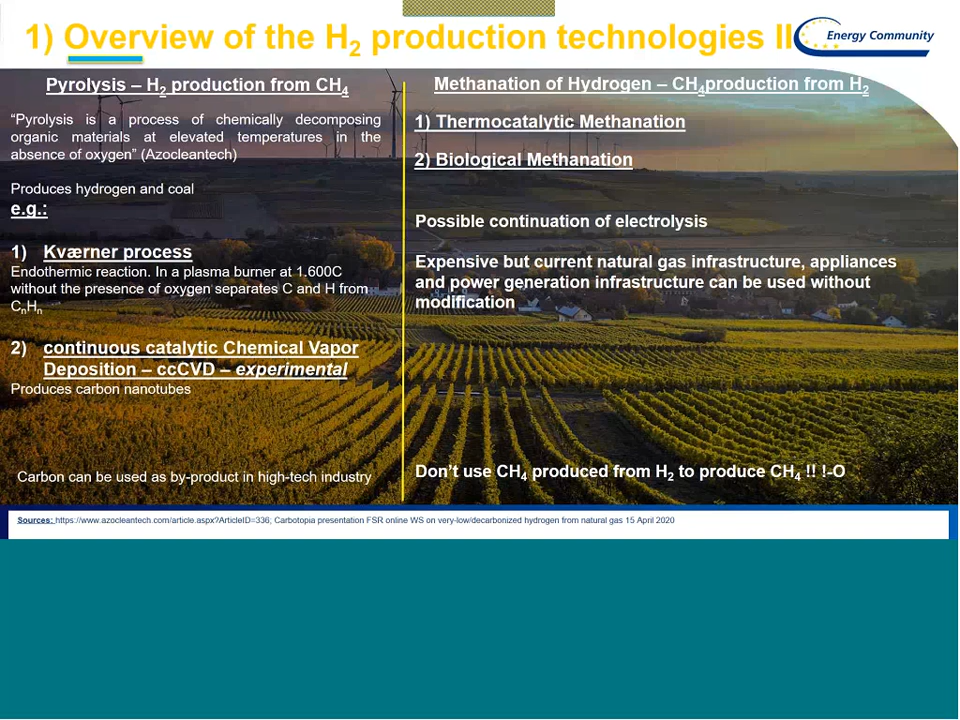 1) Overview of the H2 production technologies II
Energy Community
Pyrolysis – H2 production from CH4
“Pyrolysis is a process of chemically decomposing
organic materials at elevated temperatures in the
absence of oxygen” (Azocleantech)
Produces hydrogen and coal
e.g.:
1) Kværner process
Endothermic reaction. In a plasma burner at 1,600C
without the presence of oxygen separates C and H from
CnHn
2) continuous catalytic Chemical Vapor
Deposition – ccCVD – experimental
Produces carbon nanotubes
Carbon can be used as by-product in high-tech industry
Methanation of Hydrogen – CH4production from H2
1) Thermocatalytic Methanation
2) Biological Methanation
Possible continuation of electrolysis
Expensive but current natural gas infrastructure, appliances
and power generation infrastructure can be used without
modification
Don’t use CH4 produced from H2 to produce CH4 !! !-O
Sources: https://www.azocleantech.com/article.aspx?ArticleID=336; Carbotopia presentation FSR online WS on very-low/decarbonized hydrogen from natural gas 15 April 2020